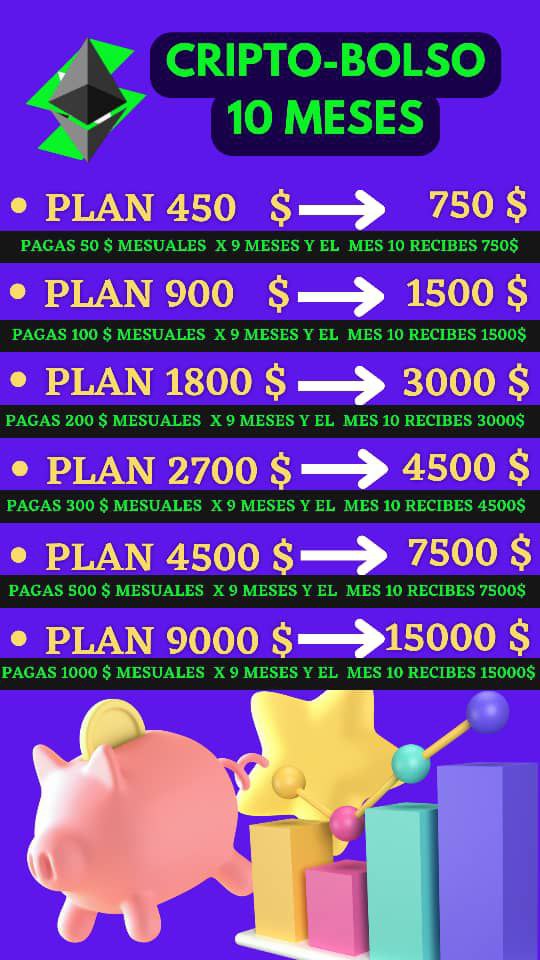 CRIPTO-BOLSO
10 MESES
• PLAN 450 $ 750 $
PAGAS 50 $ MESUALES X 9 MESES Y EL MES 10 RECIBES 750$
• PLAN 900 $ 1500 $
PAGAS 100 $ MESUALES X 9 MESES Y EL MES 10 RECIBES 1500$
• PLAN 1800 $ 3000 $
PAGAS 200 $ MESUALES X 9 MESES Y EL MES 10 RECIBES 3000$
• PLAN 2700 $ 4500 $
PAGAS 300 $ MESUALES X 9 MESES Y EL MES 10 RECIBES 4500$
• PLAN 4500 $ 7500 $
PAGAS 500 $ MESUALES X 9 MESES Y EL MES 10 RECIBES 7500$
• PLAN 9000 $ 15000 $
PAGAS 1000 $ MESUALES X 9 MESES Y EL MES 10 RECIBES 15000$